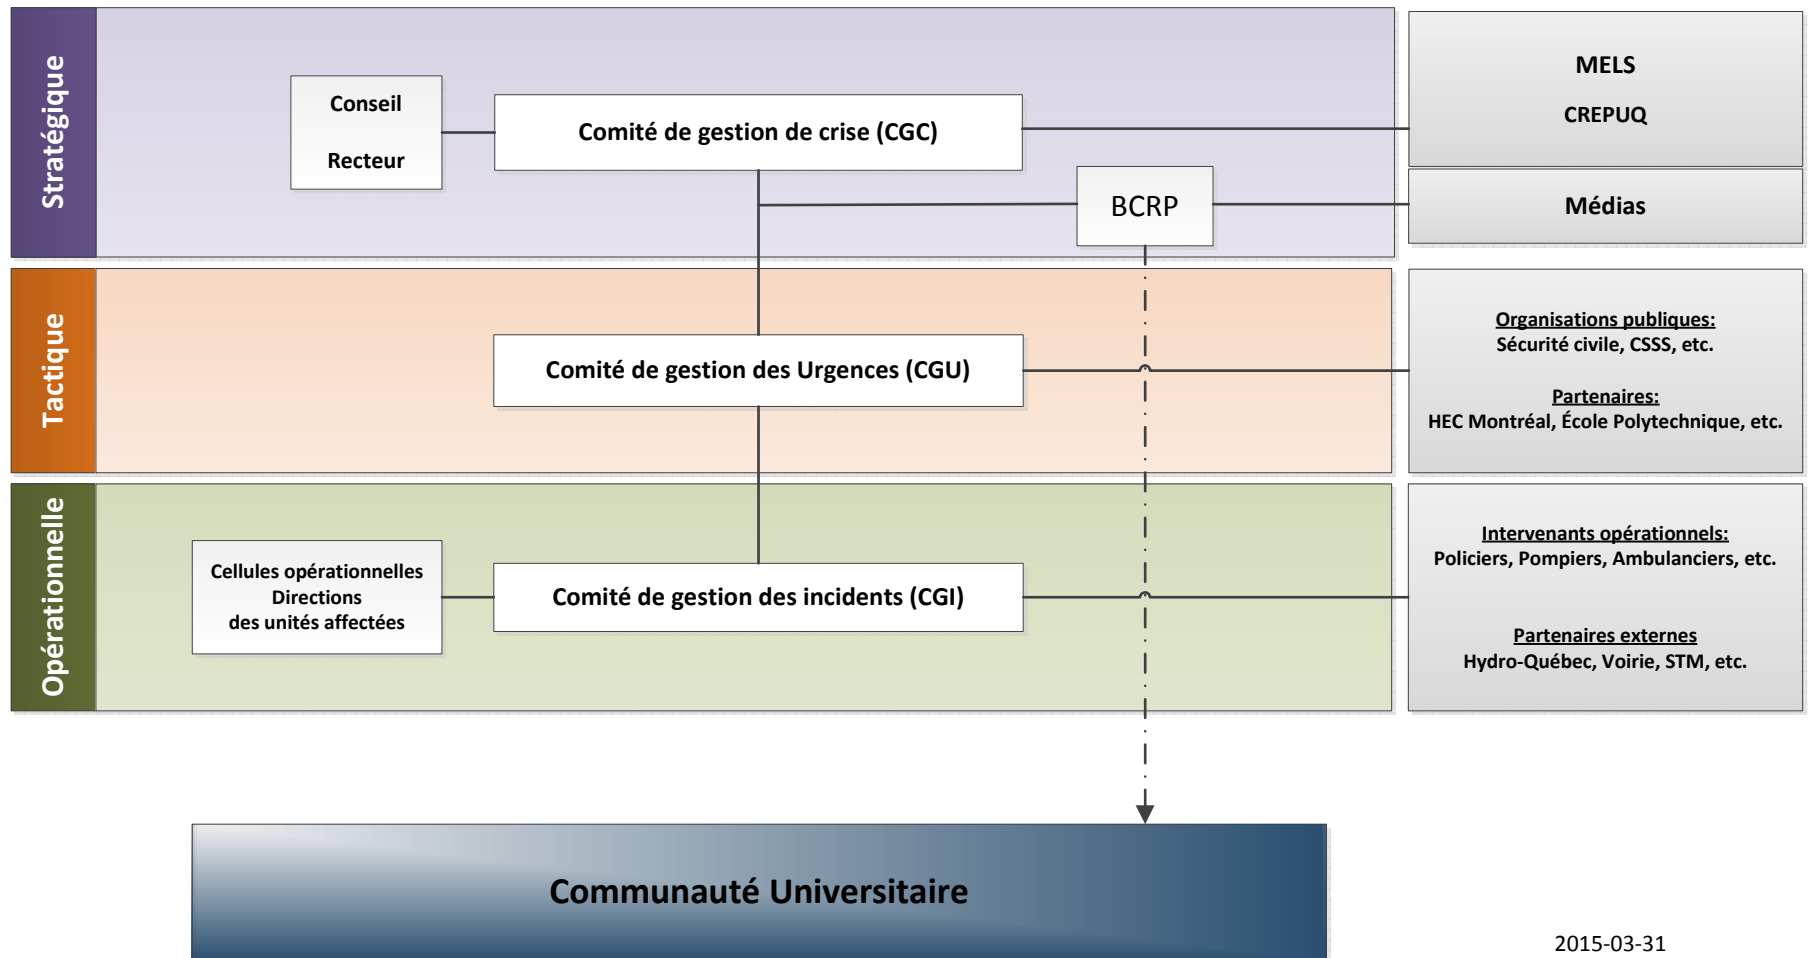 Stratégique
Conseil
Recteur
Comité de gestion de crise (CGC)
BCRP
MELS
CREPUQ
Médias
Tactique
Comité de gestion des Urgences (CGU)
Organisations publiques:
Sécurité civile, CSSS, etc.
Partenaires:
HEC Montréal, École Polytechnique, etc.
Opérationnelle
Cellules opérationnelles
Directions
des unités affectées
Comité de gestion des incidents (CGI)
Intervenants opérationnels:
Policiers, Pompiers, Ambulanciers, etc.
Partenaires externes
Hydro-Québec, Voirie, STM, etc.
Communauté Universitaire
2015-03-31